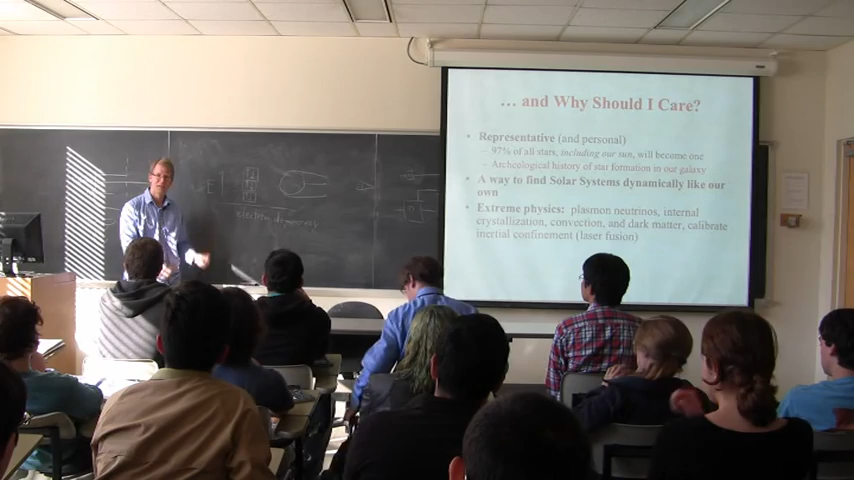 … and Why Should I Care?
• Representative (and personal)
– 97% of all stars, including our sun, will become one
– Archeological history of star formation in our galaxy
• A way to find Solar Systems dynamically like our
own
• Extreme physics: plasmon neutrinos, internal
crystallization, convection, and dark matter, calibrate
inertial confinement (laser fusion)
E
electron degeneracy